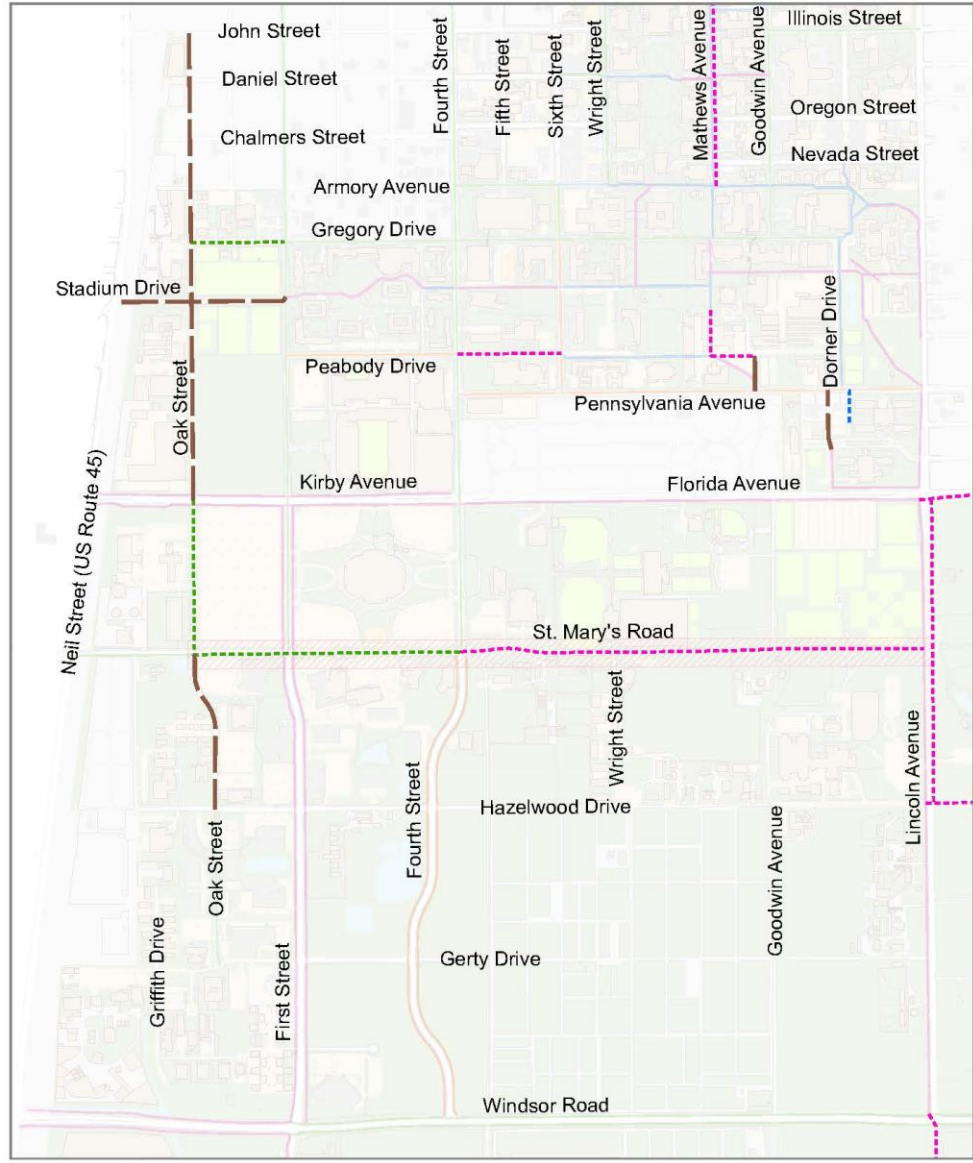 John Street
Illinois Street
Daniel Street
Fourth Street
Fifth Street
Sixth Street
Wright Street
Mathews Avenue
Goodwin Avenue
Oregon Street
Chalmers Street
Nevada Street
Armory Avenue
Gregory Drive
Stadium Drive
Dorner Drive
Peabody Drive
Oak Street
Pennsylvania Avenue
Kirby Avenue
Florida Avenue
Neil Street (US Route 45)
St. Mary's Road
Wright Street
Lincoln Avenue
Fourth Street
Hazelwood Drive
Oak Street
Goodwin Avenue
Griffith Drive
First Street
Gerty Drive
Windsor Road